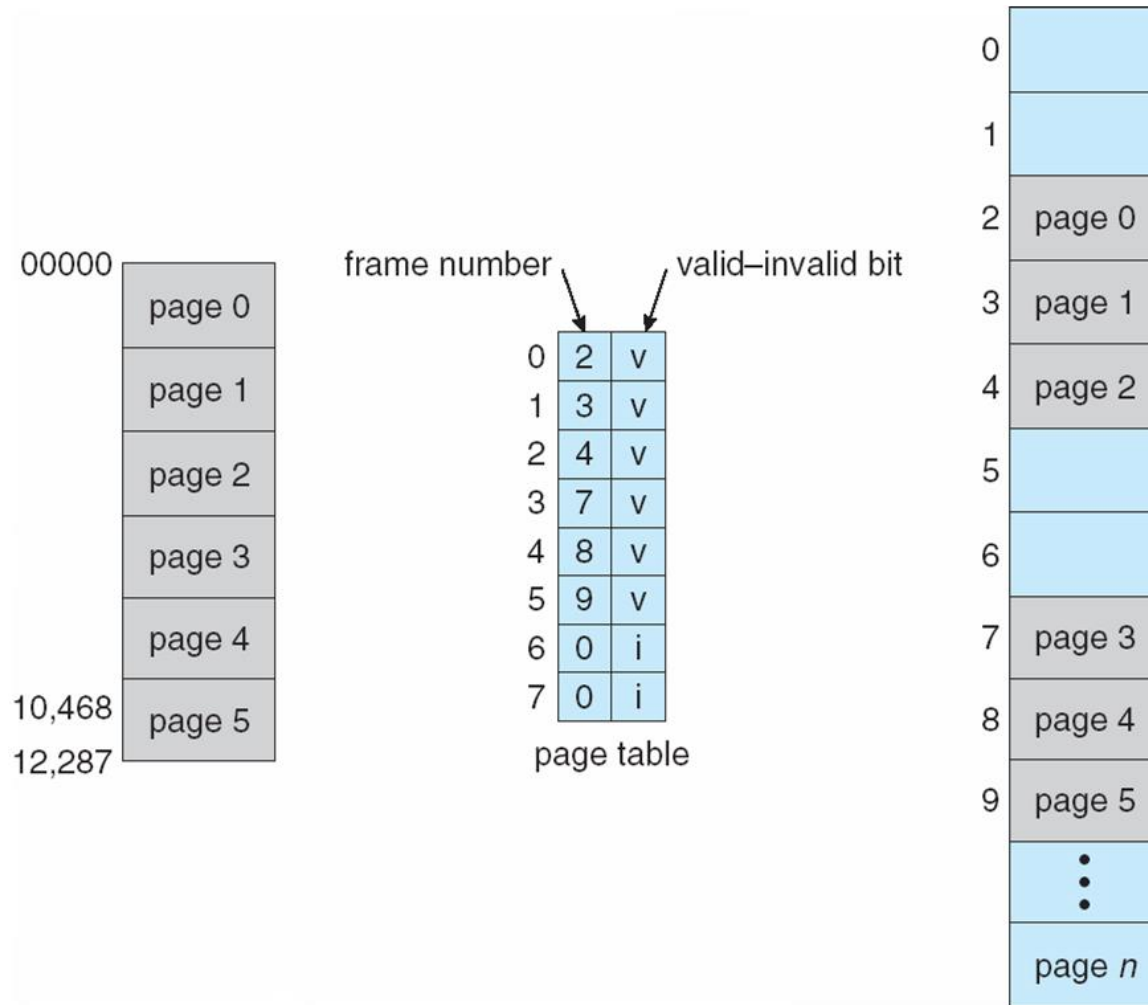 00000
page 0
page 1
page 2
page 3
page 4
10,468
page 5
12,287
frame number
valid–invalid bit
0 2 v
1 3 v
2 4 v
3 7 v
4 8 v
5 9 v
6 0 i
7 0 i
page table
0
1
2 page 0
3 page 1
4 page 2
5
6
7 page 3
8 page 4
9 page 5
page n